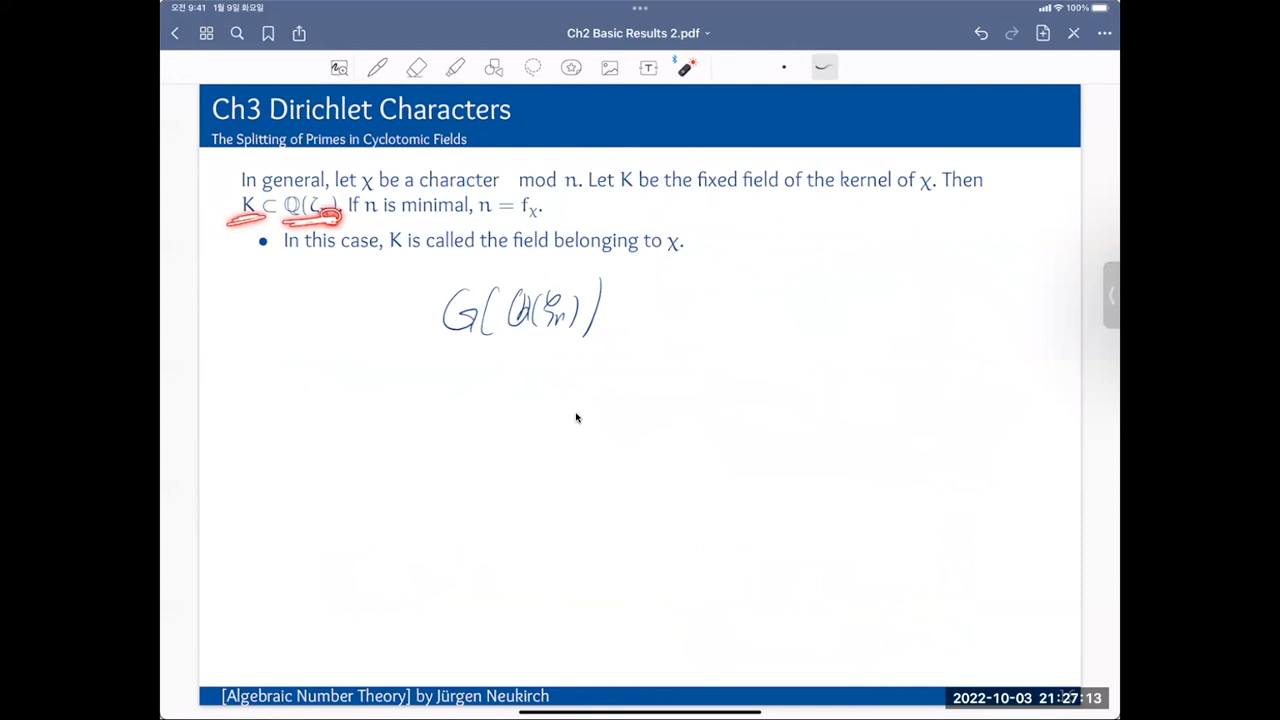 오전 9:41 1월 9일 화요일
100%
Ch2 Basic Results 2.pdf
Ch3 Dirichlet Characters
The Splitting of Primes in Cyclotomic Fields
In general, let χ be a character mod n. Let K be the fixed field of the kernel of χ. Then
K ⊂ ℚ(ζ). If n is minimal, n = fχ.
• In this case, K is called the field belonging to χ.
G(ℚ(ζn))
[Algebraic Number Theory] by Jürgen Neukirch
2022-10-03 21:27:13